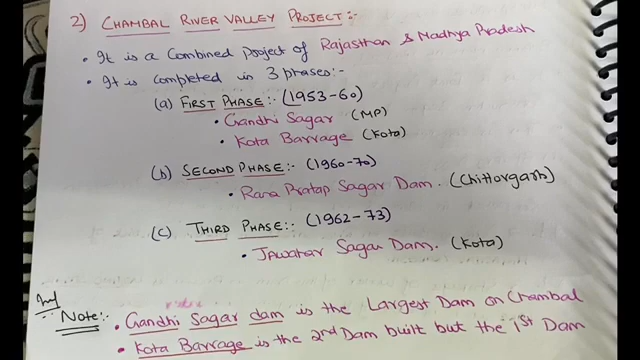 2) CHAMBAL RIVER VALLEY PROJECT:-
• It is a Combined project of Rajasthan & Madhya Pradesh
• It is completed in 3 phases:-
(a) FIRST PHASE:- (1953-60)
• Gandhi Sagar (MP)
• Kota Barrage (Kota)
(b) SECOND PHASE:- (1960-70)
• Rana Pratap Sagar Dam. (Chittorgarh)
(c) THIRD PHASE:- (1962-73)
• JAWAHAR Sagar Dam. (Kota)
Imp
Note:-
• Gandhi Sagar dam is the Largest Dam on Chambal
• Kota Barrage is the 2nd Dam built but the 1st Dam